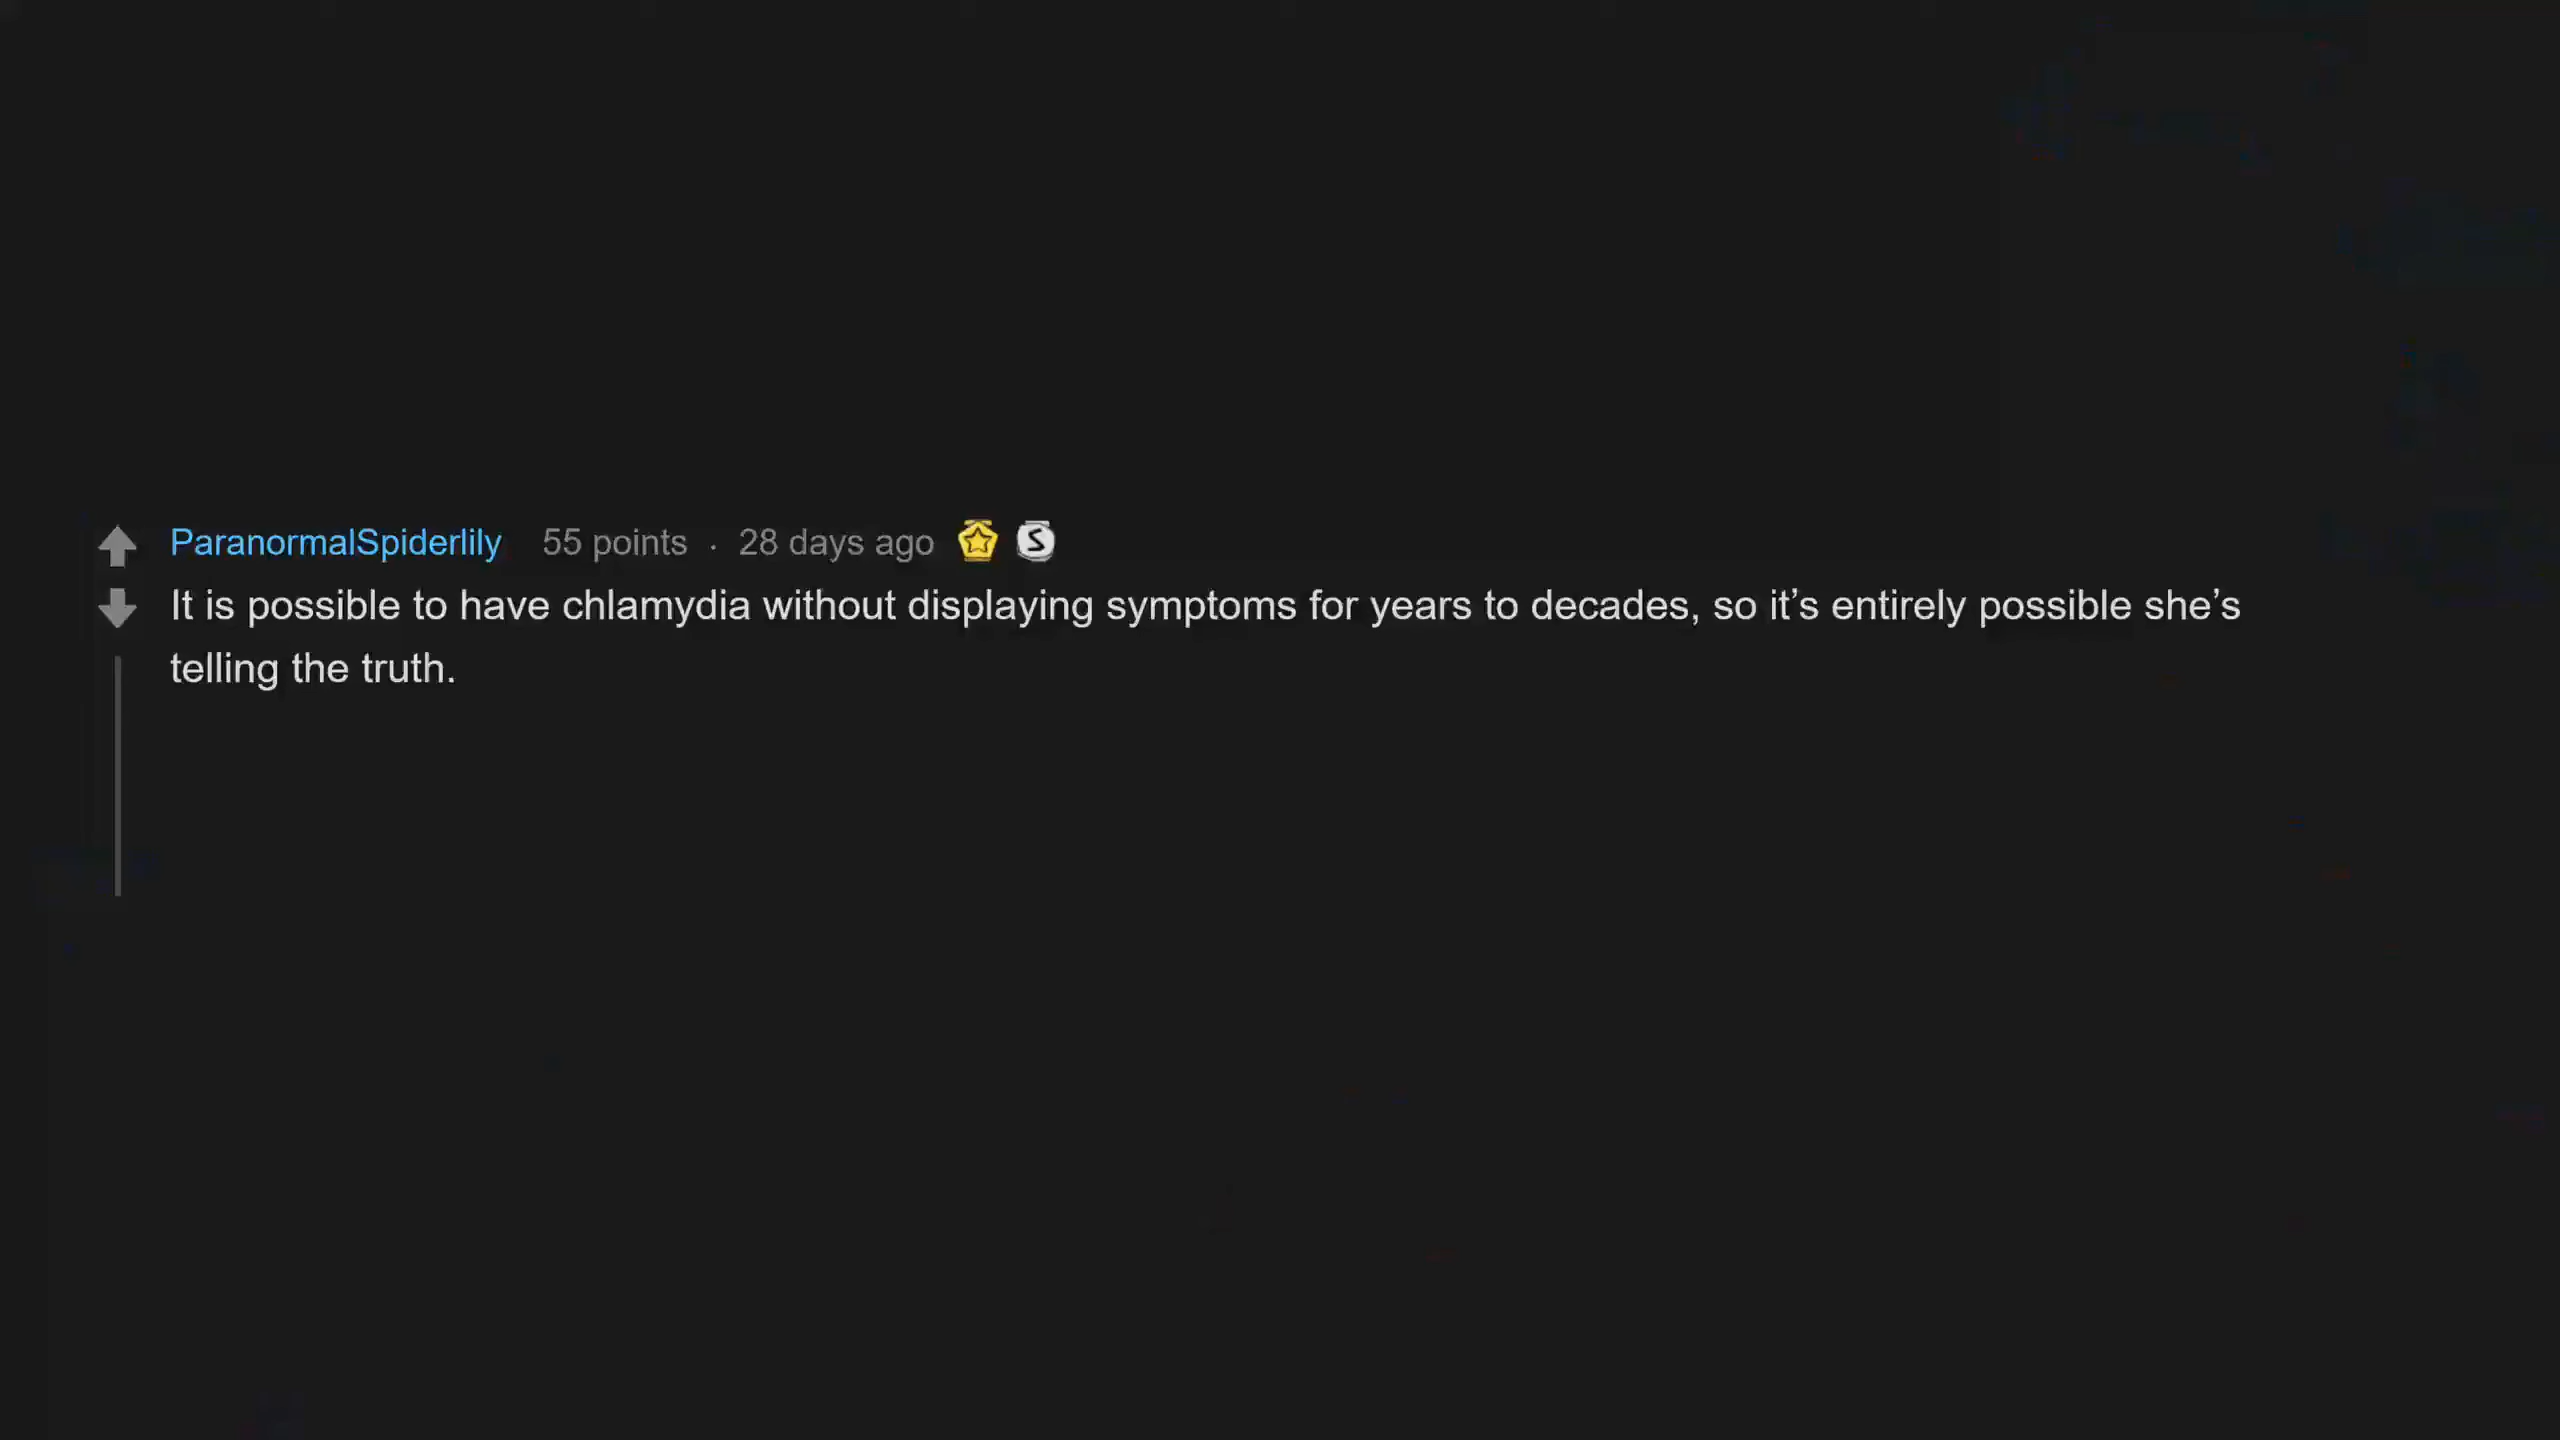 ParanormalSpiderlily 55 points · 28 days ago S
It is possible to have chlamydia without displaying symptoms for years to decades, so it’s entirely possible she’s
telling the truth.